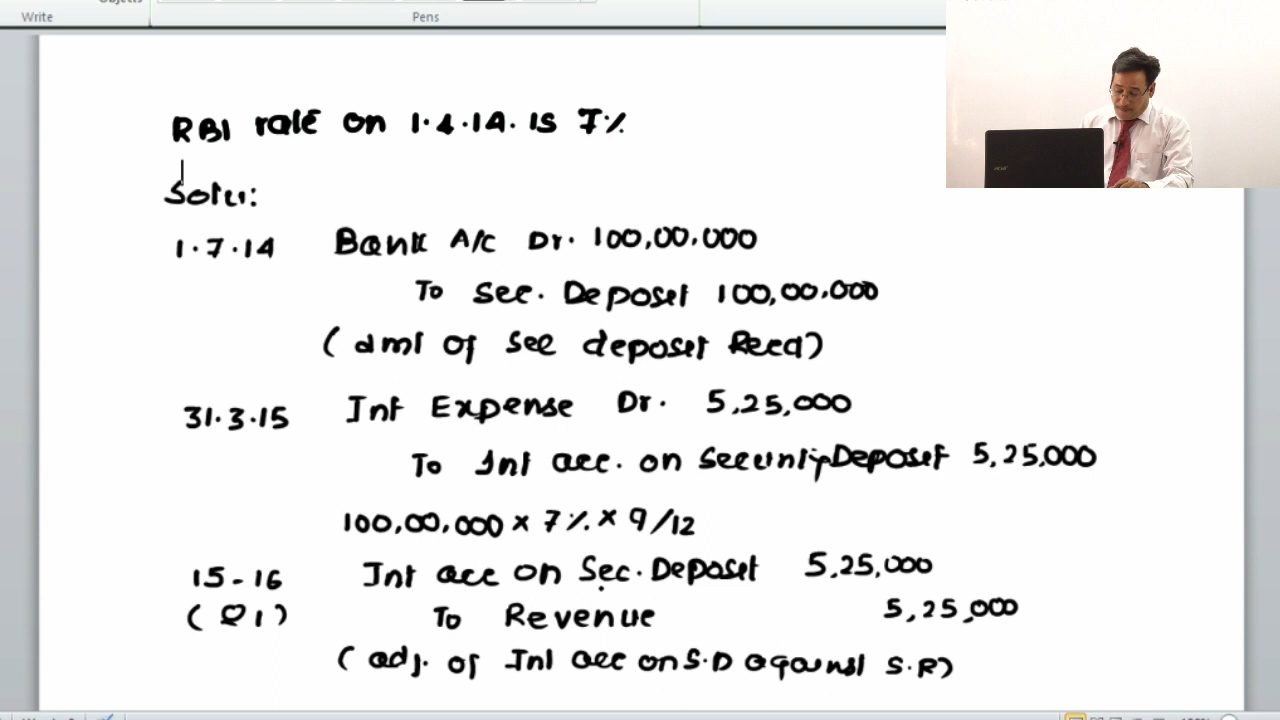 Write
Objects
Pens
RBI rate on 1.4.14. is 7%
Soln:
1.7.14 Bank A/C Dr. 100,00,000
To Sec. Deposit 100,00,000
(amt of Sec deposit Recd)
31.3.15 Int Expense Dr. 5,25,000
To Int acc. on Security Deposit 5,25,000
100,00,000 x 7% x 9/12
15-16 Int acc on Sec. Deposit 5,25,000
(Q1) To Revenue 5,25,000
(adj. of Int acc on S.D against S.R)
acer